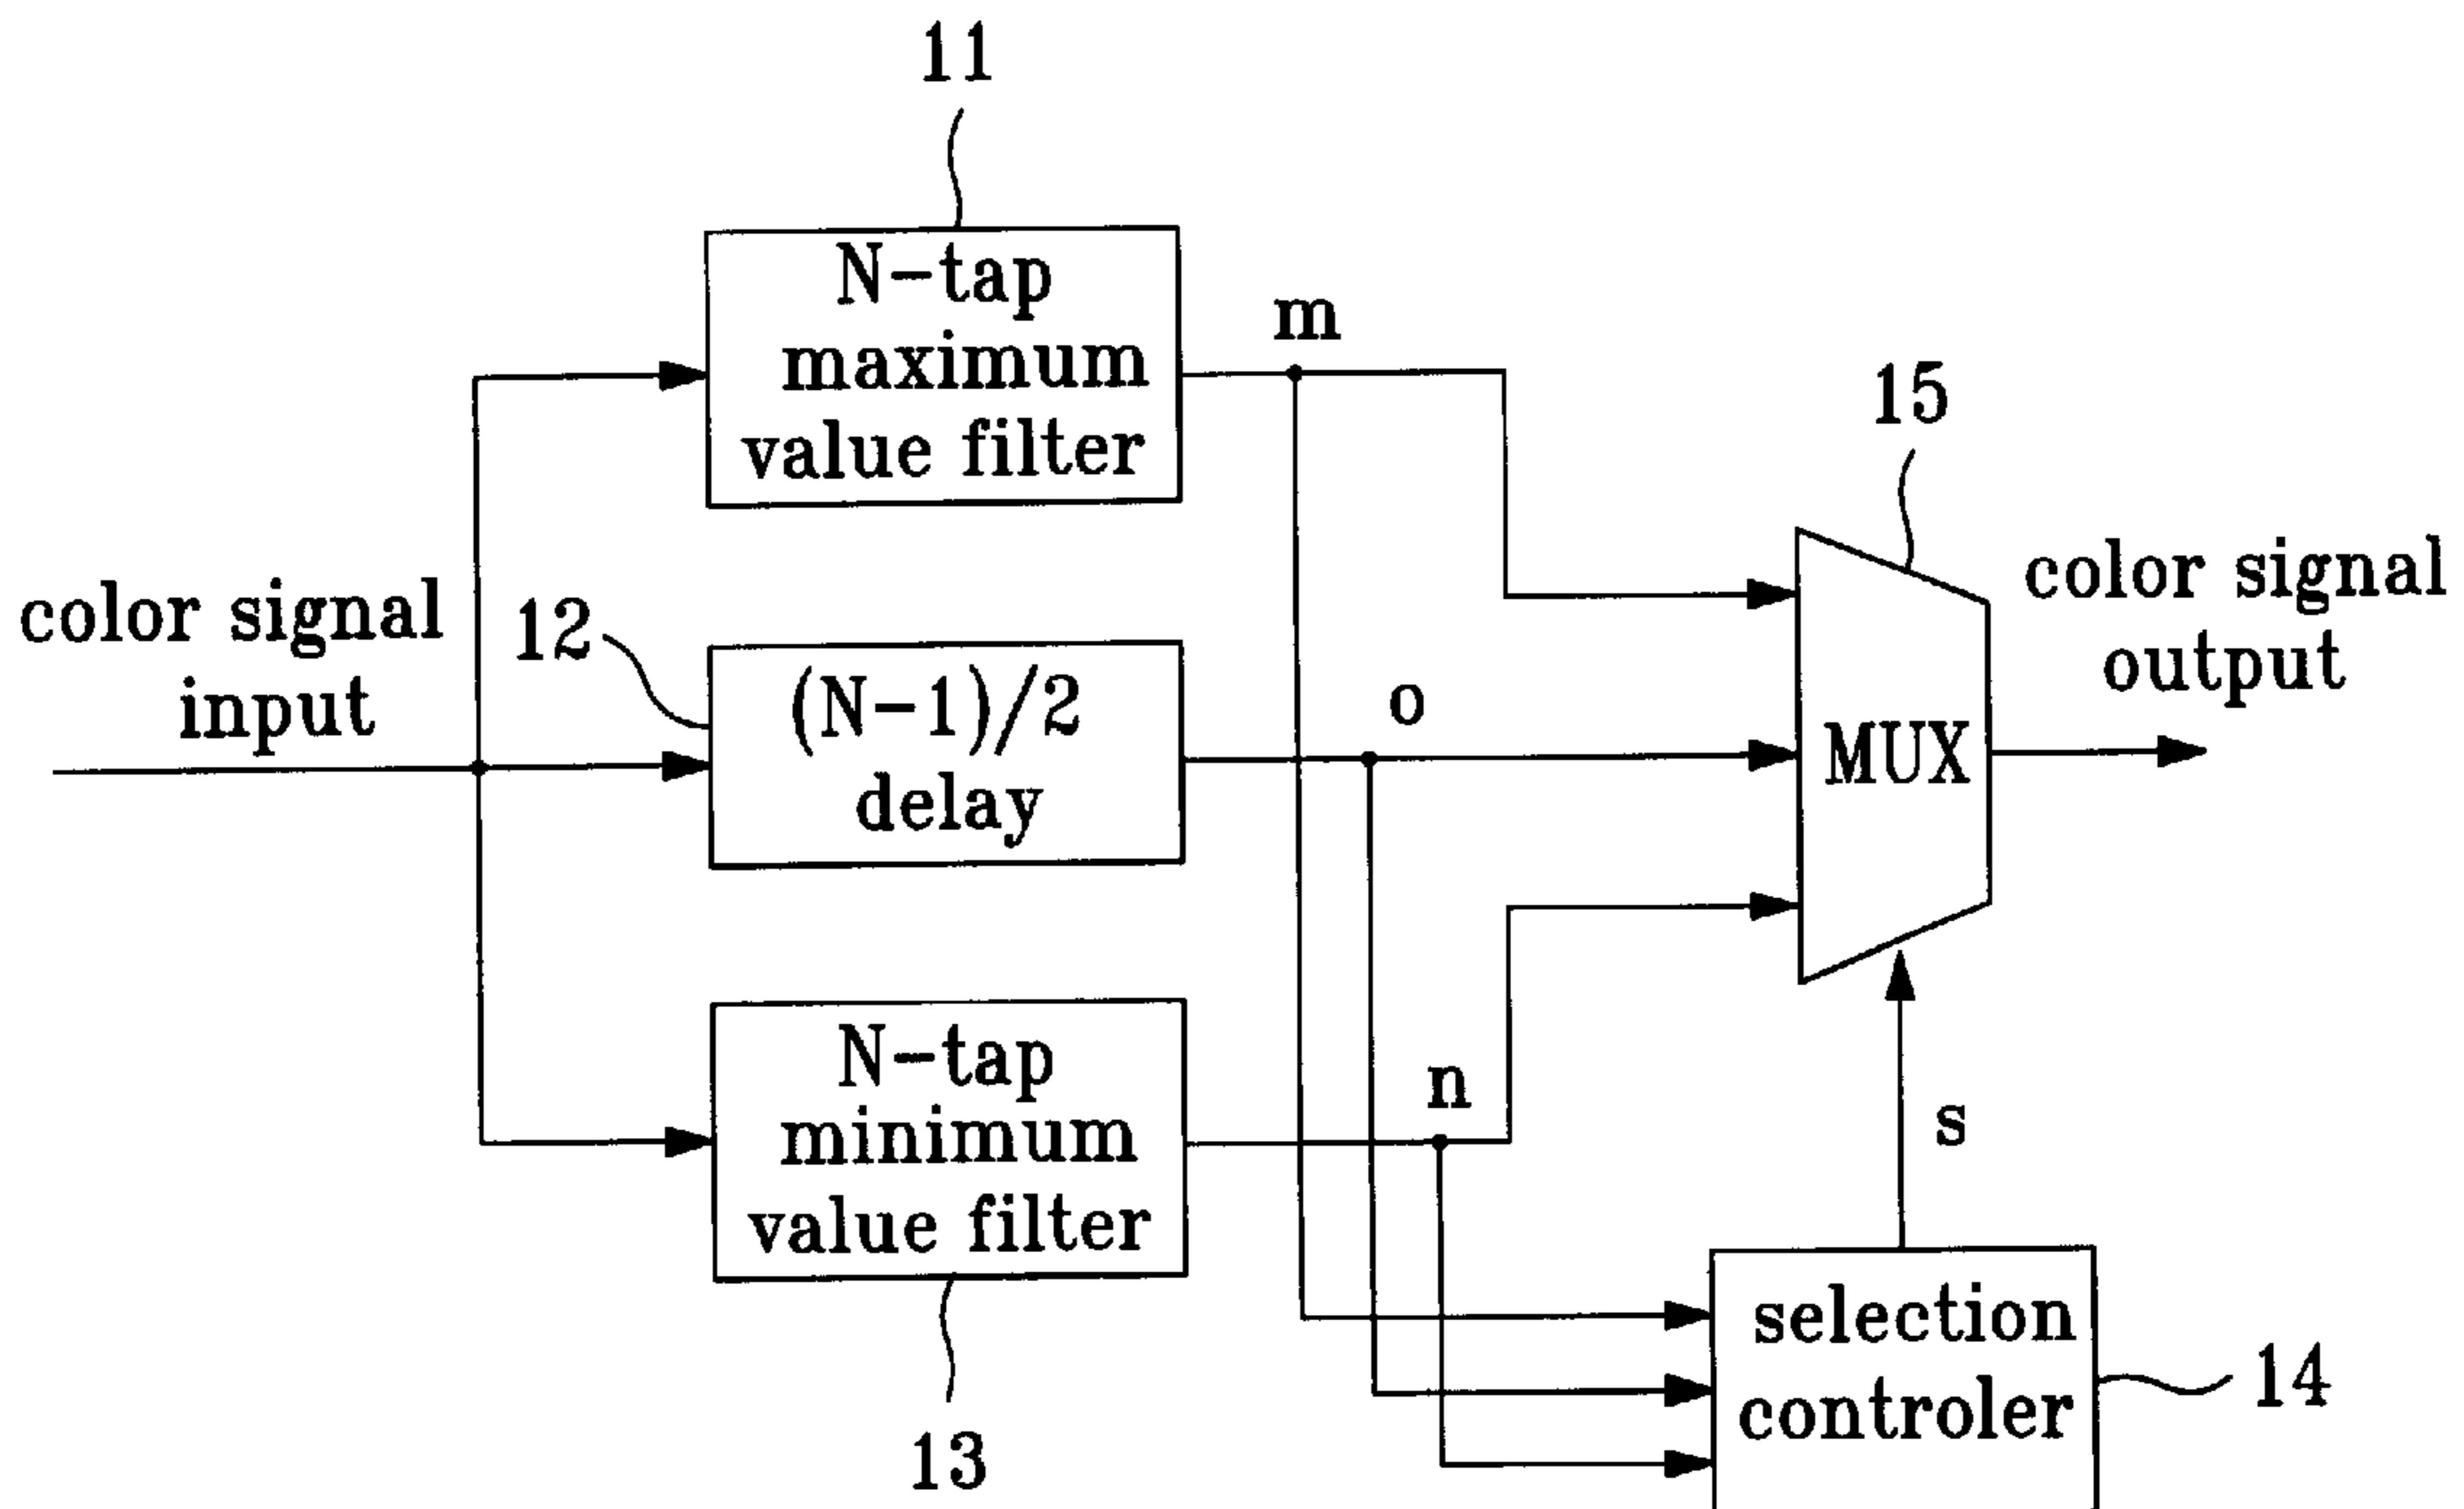 11
N-tap
maximum
value filter
m
15
color signal
input
12
(N-1)/2
delay
o
MUX
color signal
output
N-tap
minimum
value filter
n
s
13
selection
controler
14